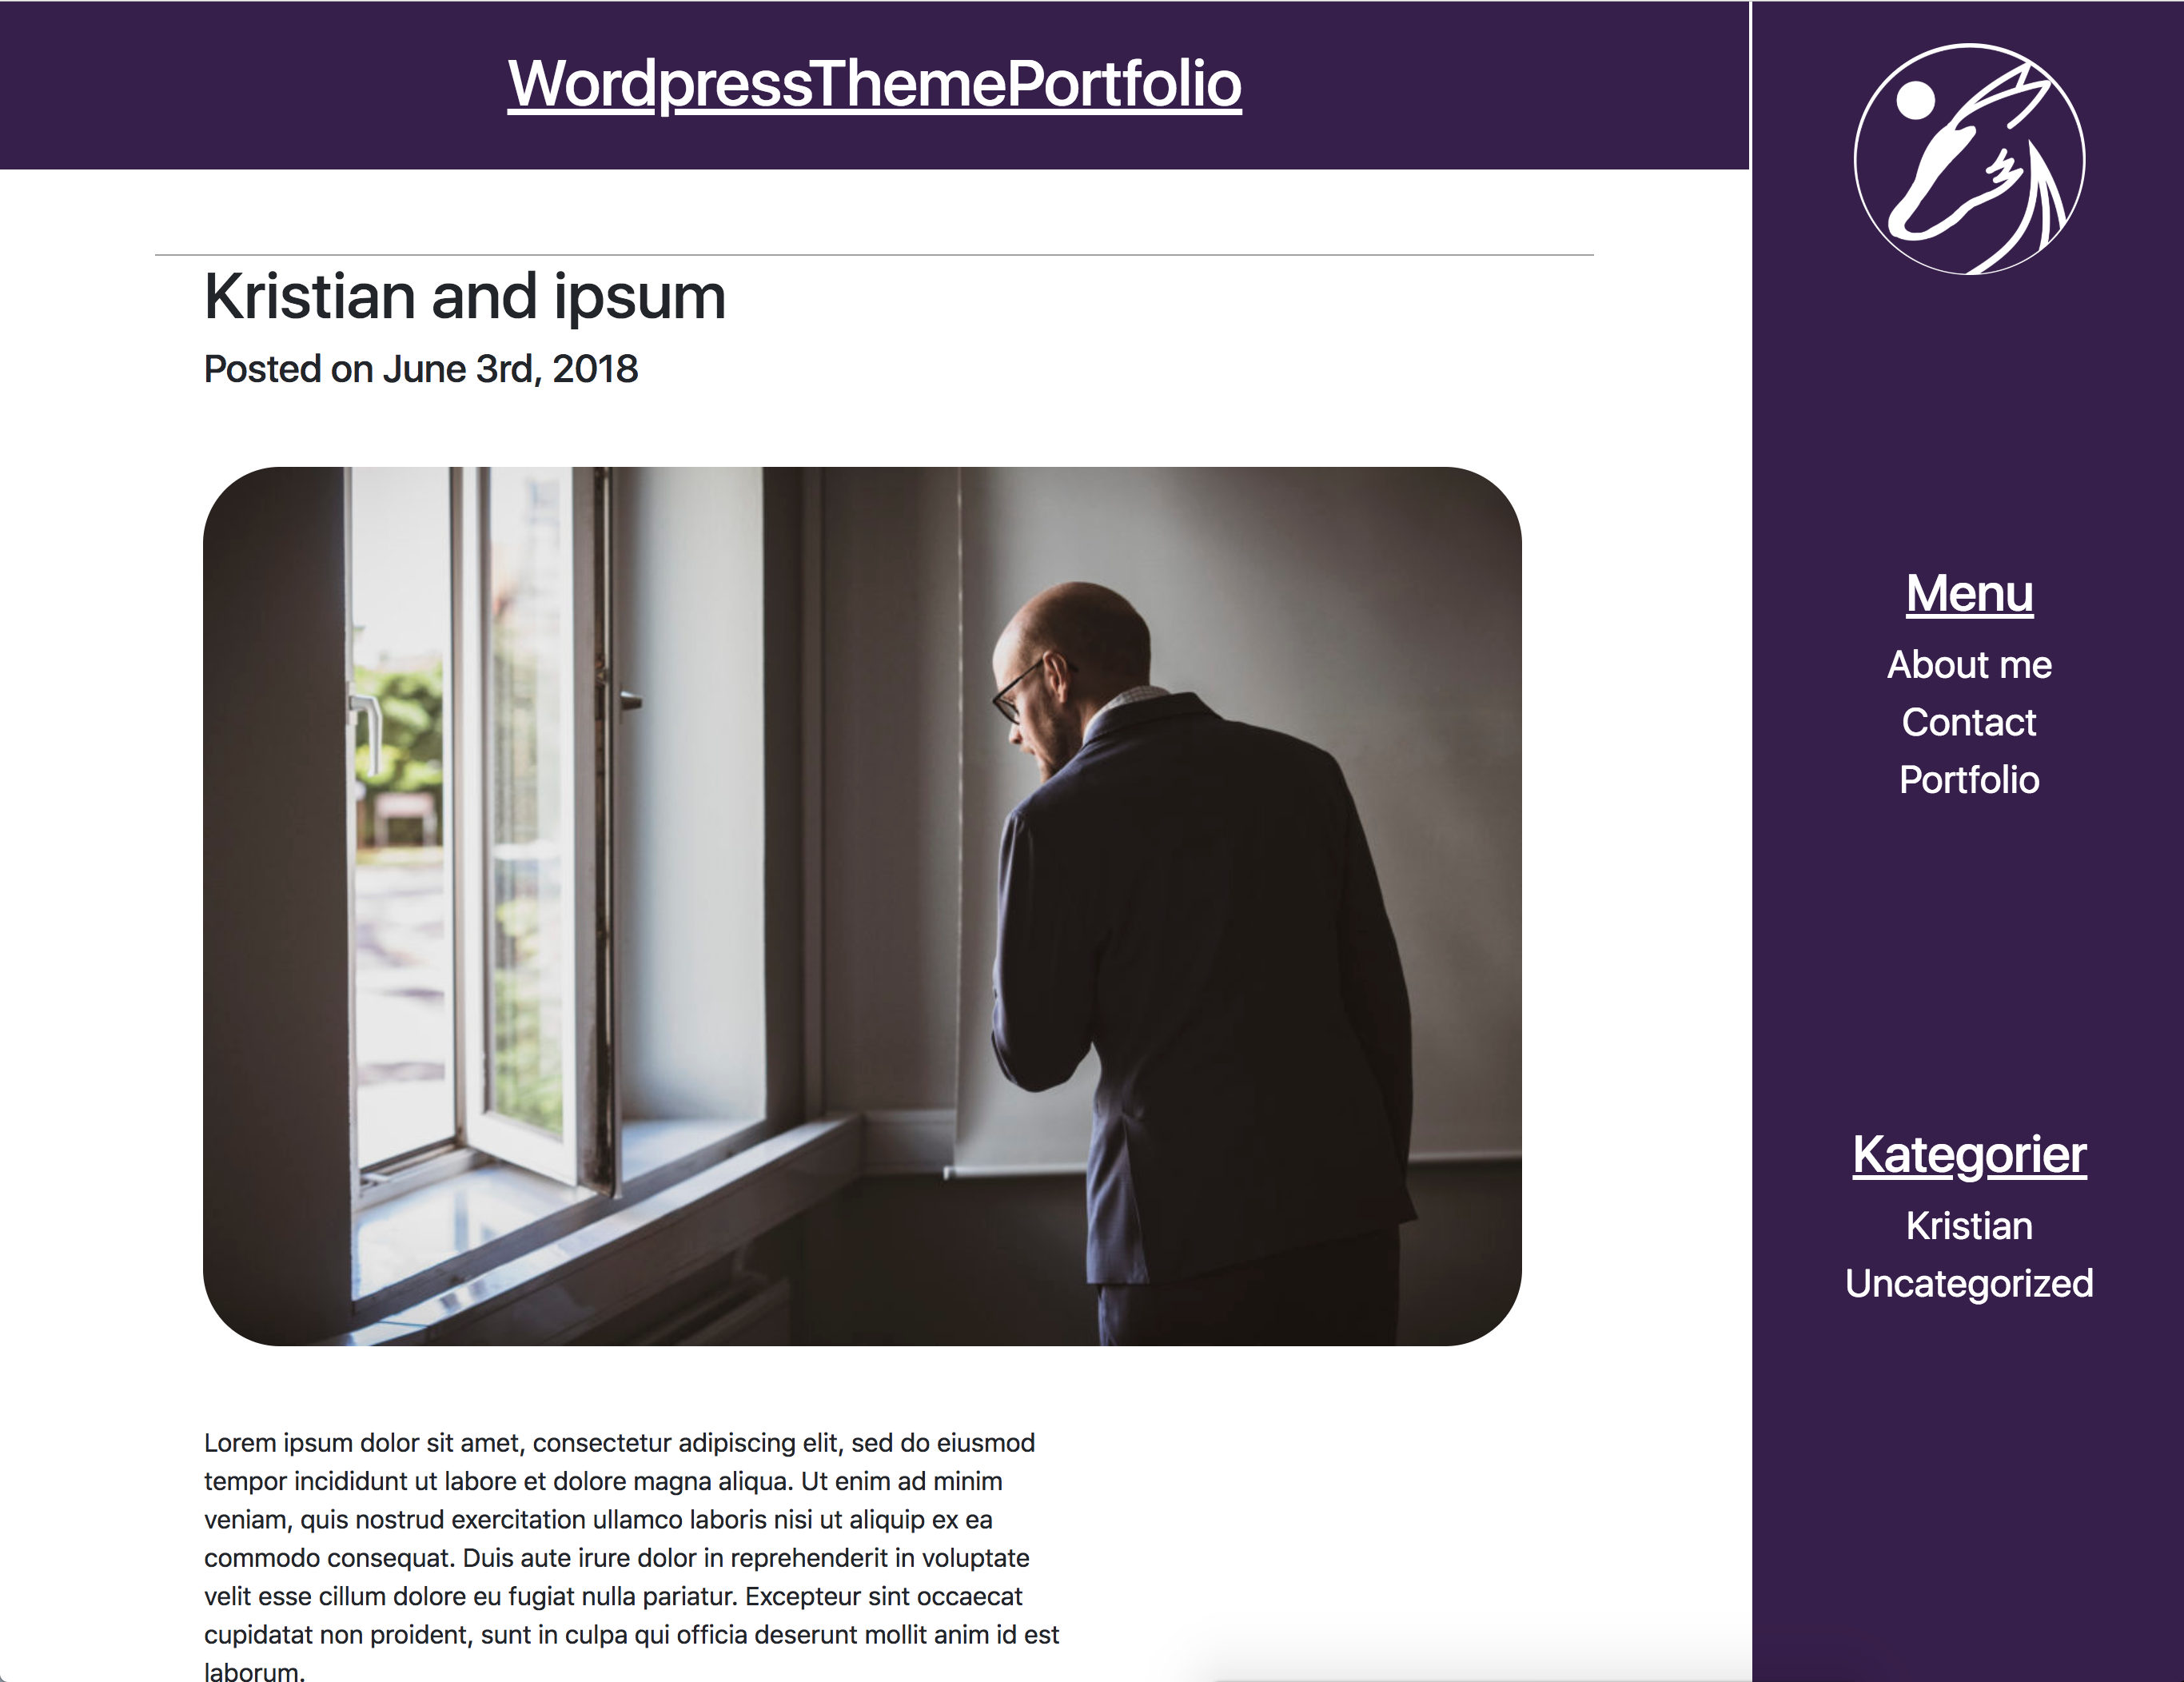 WordpressThemePortfolio
Kristian and ipsum
Posted on June 3rd, 2018
Lorem ipsum dolor sit amet, consectetur adipiscing elit, sed do eiusmod
tempor incididunt ut labore et dolore magna aliqua. Ut enim ad minim
veniam, quis nostrud exercitation ullamco laboris nisi ut aliquip ex ea
commodo consequat. Duis aute irure dolor in reprehenderit in voluptate
velit esse cillum dolore eu fugiat nulla pariatur. Excepteur sint occaecat
cupidatat non proident, sunt in culpa qui officia deserunt mollit anim id est
laborum.
Menu
About me
Contact
Portfolio
Kategorier
Kristian
Uncategorized